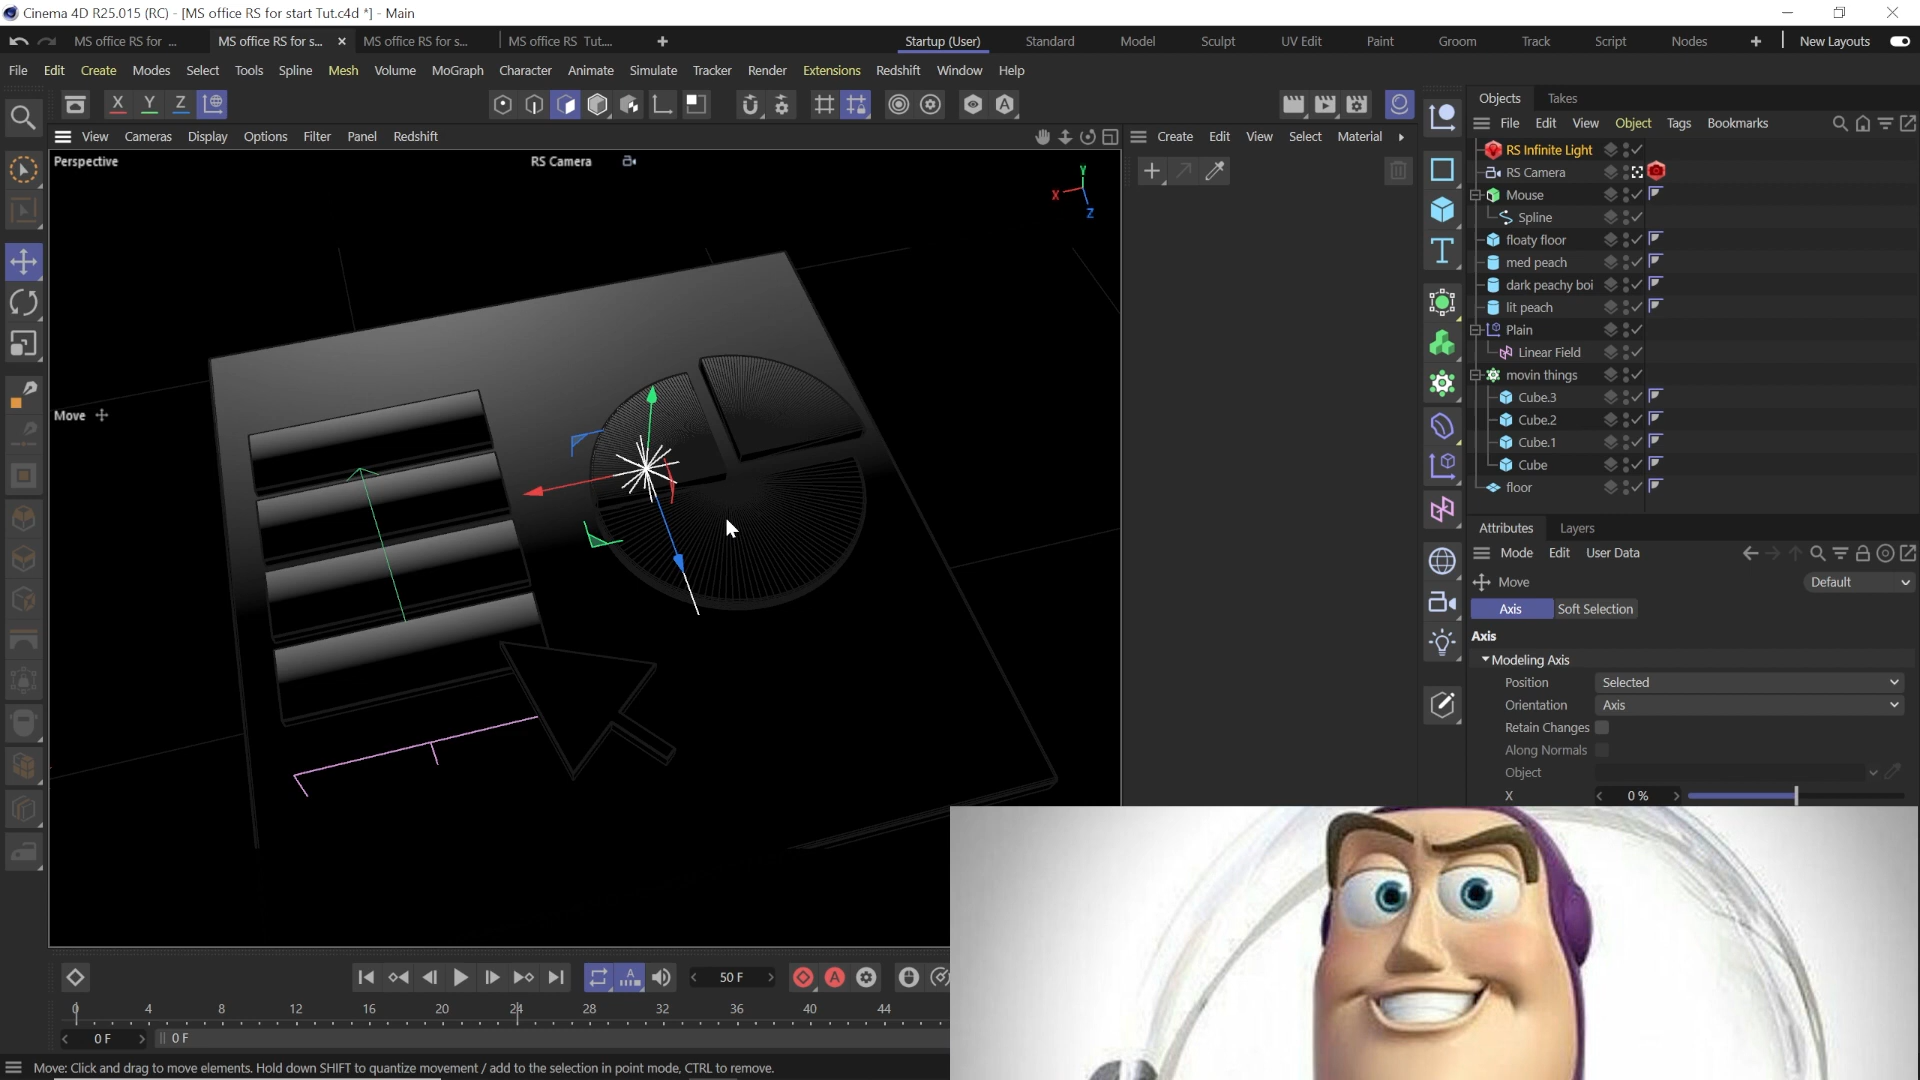 Cinema 4D R25.015 (RC) - [MS office RS for start Tut.c4d *] - Main
MS office RS for ...
MS office RS for s...
MS office RS for s...
MS office RS Tut....
Startup (User)
Standard
Model
Sculpt
UV Edit
Paint
Groom
Track
Script
Nodes
New Layouts
File Edit Create Modes Select Tools Spline Mesh Volume MoGraph Character Animate Simulate Tracker Render Extensions Redshift Window Help
X Y Z
View Cameras Display Options Filter Panel Redshift
Create Edit View Select Material
Perspective
RS Camera
Y
X
Z
Move
Objects Takes
File Edit View Object Tags Bookmarks
RS Infinite Light
RS Camera
Mouse
Spline
floaty floor
med peach
dark peachy boi
lit peach
Plain
Linear Field
movin things
Cube.3
Cube.2
Cube.1
Cube
floor
Attributes Layers
Mode Edit User Data
Move
Default
Axis Soft Selection
Axis
Modeling Axis
Position Selected
Orientation Axis
Retain Changes
Along Normals
Object
X 0 %
50 F
0 4 8 12 16 20 24 28 32 36 40 44
0 F
0 F
Move: Click and drag to move elements. Hold down SHIFT to quantize movement / add to the selection in point mode, CTRL to remove.